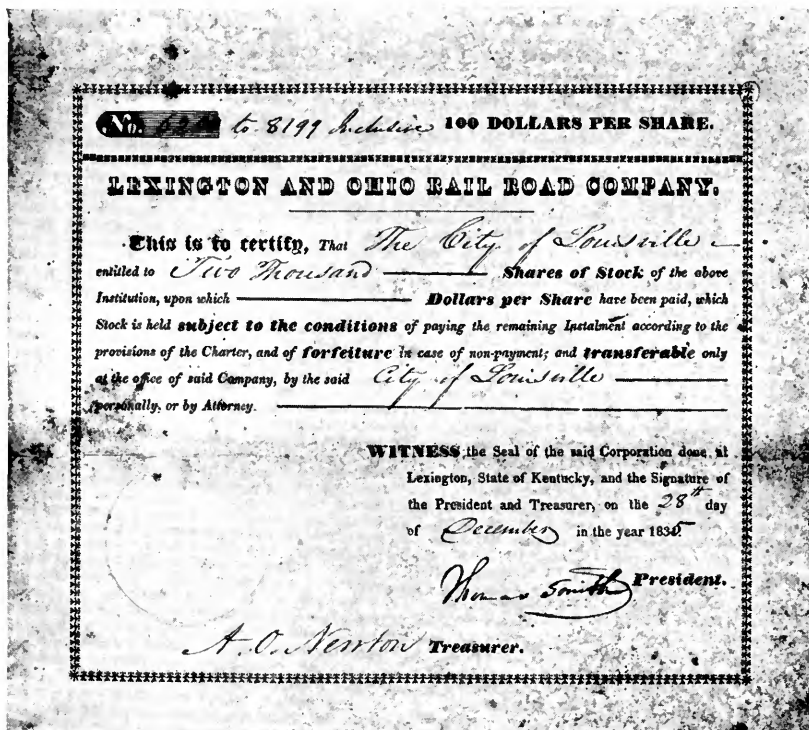 No. to 8199 Inclusive 100 DOLLARS PER SHARE.
LEXINGTON AND OHIO RAIL ROAD COMPANY.
This is to certify, That The City of Louisville
entitled to Two Thousand Shares of Stock of the above
Institution, upon which Dollars per Share have been paid, which
Stock is held subject to the conditions of paying the remaining Instalment according to the
provisions of the Charter, and of forfeiture in case of non-payment; and transferable only
at the office of said Company, by the said City of Louisville
personally, or by Attorney.
WITNESS the Seal of the said Corporation done at
Lexington, State of Kentucky, and the Signature of
the President and Treasurer, on the 28th day
of December in the year 1835.
Thomas Smith President.
A. O. Newton Treasurer.